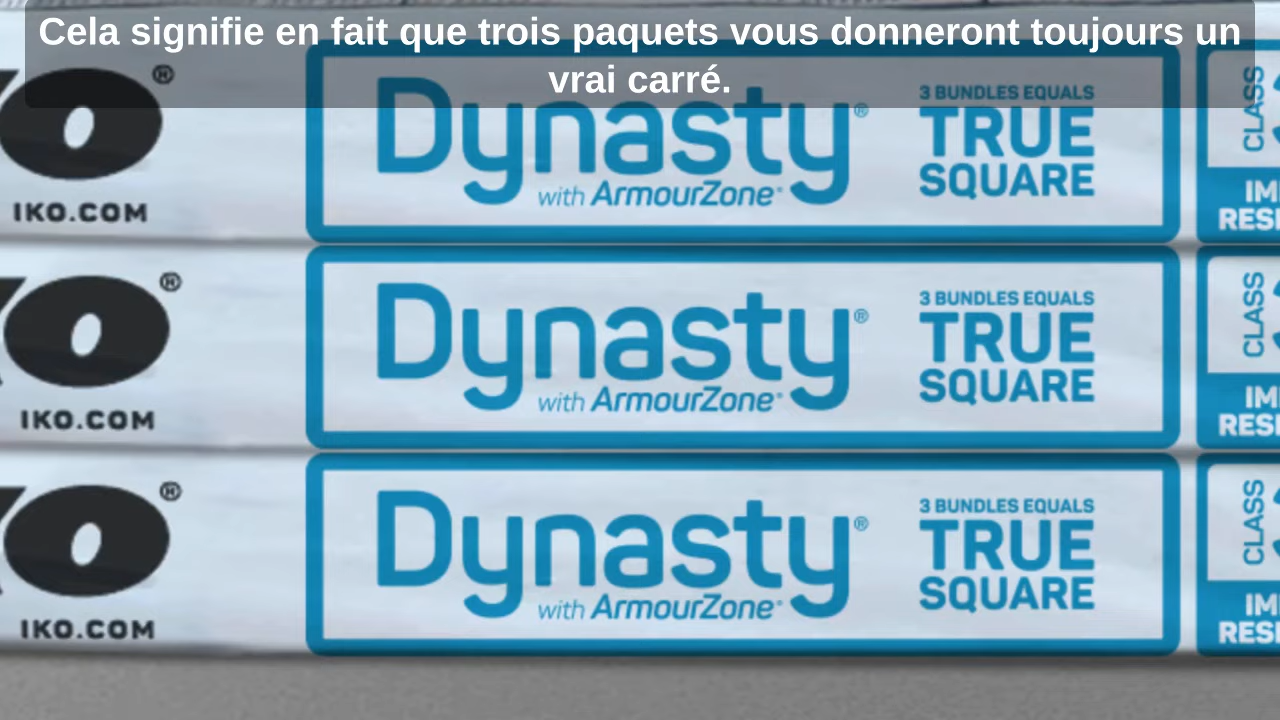 Cela signifie en fait que trois paquets vous donneront toujours un
vrai carré.
IKO.COM
Dynasty®
with ArmourZone®
3 BUNDLES EQUALS
TRUE
SQUARE
CLASS
IKO.COM
Dynasty®
with ArmourZone®
3 BUNDLES EQUALS
TRUE
SQUARE
CLASS
IKO.COM
Dynasty®
with ArmourZone®
3 BUNDLES EQUALS
TRUE
SQUARE
CLASS